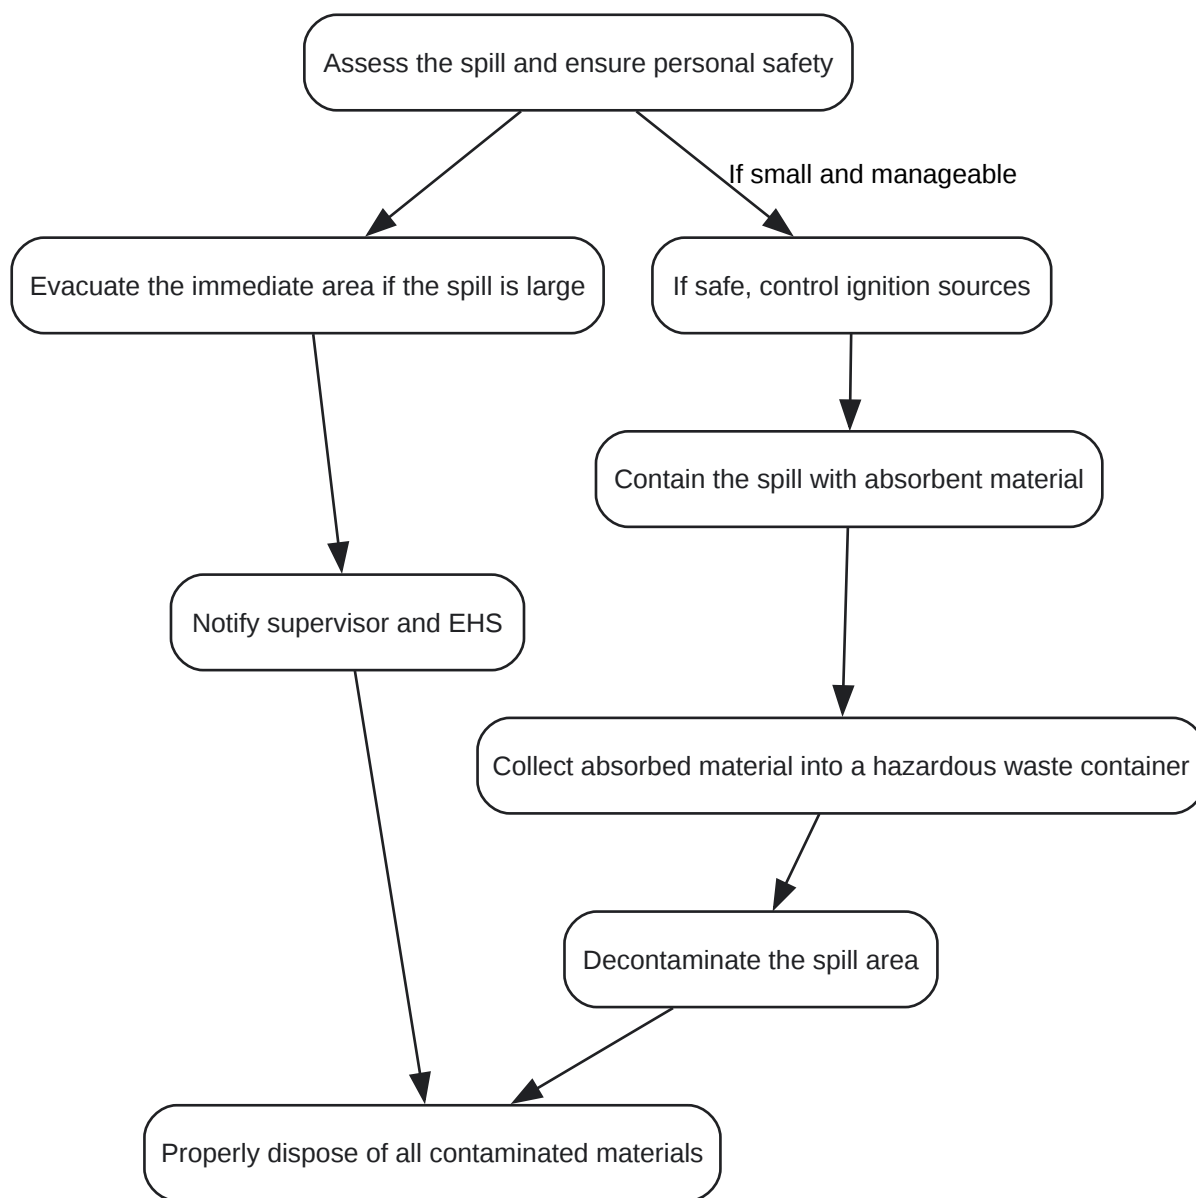 Assess the spill and ensure personal safety
If small and manageable
Evacuate the immediate area if the spill is large
If safe, control ignition sources
Contain the spill with absorbent material
Notify supervisor and EHS
Collect absorbed material into a hazardous waste container
Decontaminate the spill area
Properly dispose of all contaminated materials